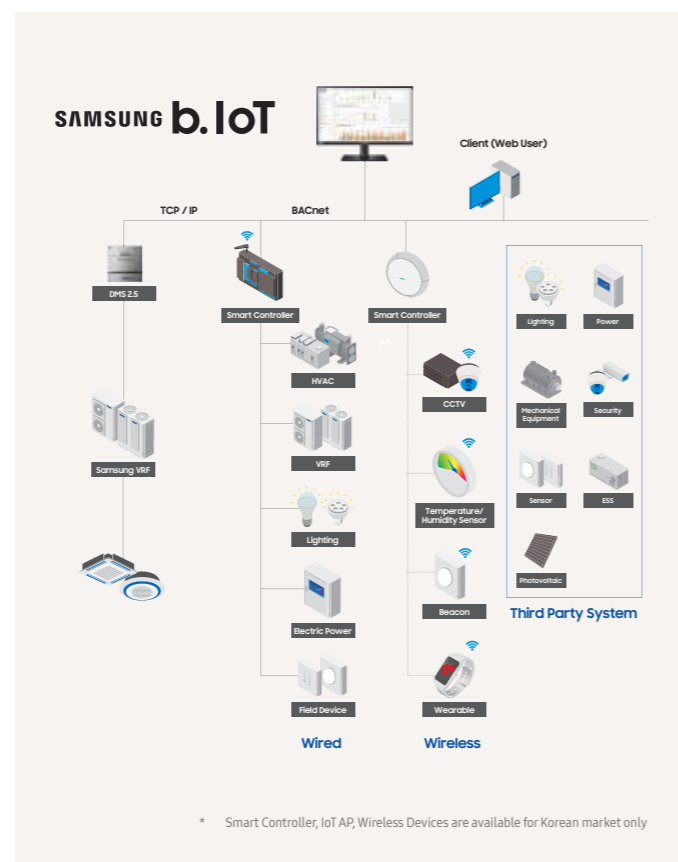 SAMSUNG b.IoT
Client (Web User)
TCP / IP
BACnet
DMS 2.5
Samsung VRF
Smart Controller
HVAC
VRF
Lighting
Electric Power
Field Device
Wired
Smart Controller
AP
CCTV
Temperature/
Humidity Sensor
Beacon
Wearable
Wireless
Lighting
Power
Mechanical
Equipment
Security
Sensor
ESS
Photovoltaic
Third Party System
* Smart Controller, IoT AP, Wireless Devices are available for Korean market only